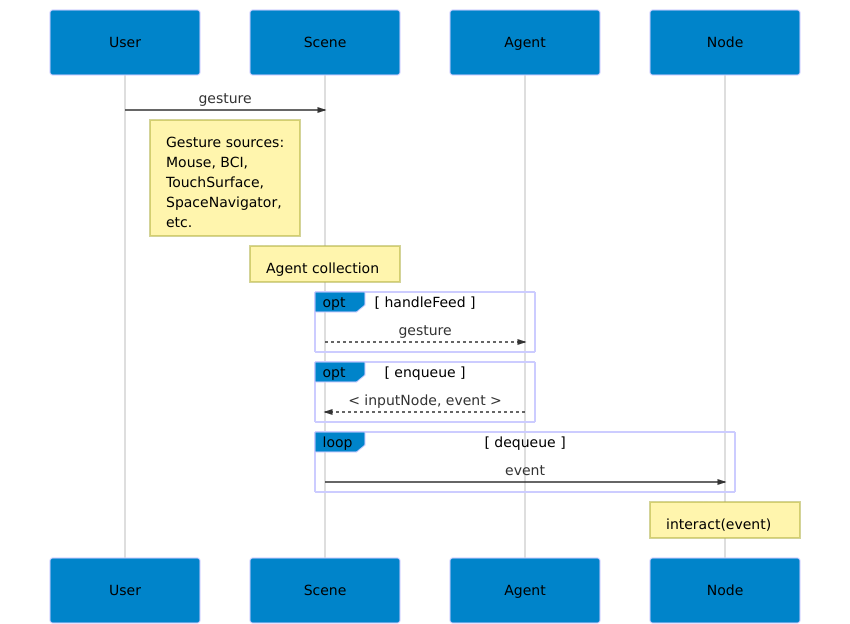 User
Scene
Agent
Node
gesture
Gesture sources:
Mouse, BCI,
TouchSurface,
SpaceNavigator,
etc.
Agent collection
opt [ handleFeed ]
gesture
opt [ enqueue ]
< inputNode, event >
loop [ dequeue ]
event
interact(event)
User
Scene
Agent
Node